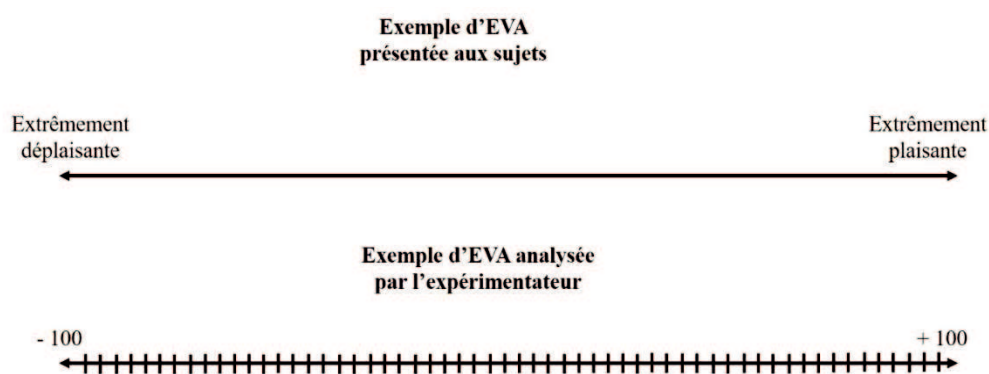 Exemple d'EVA
présentée aux sujets
Extrêmement
déplaisante
Extrêmement
plaisante
Exemple d'EVA analysée
par l'expérimentateur
- 100
+ 100